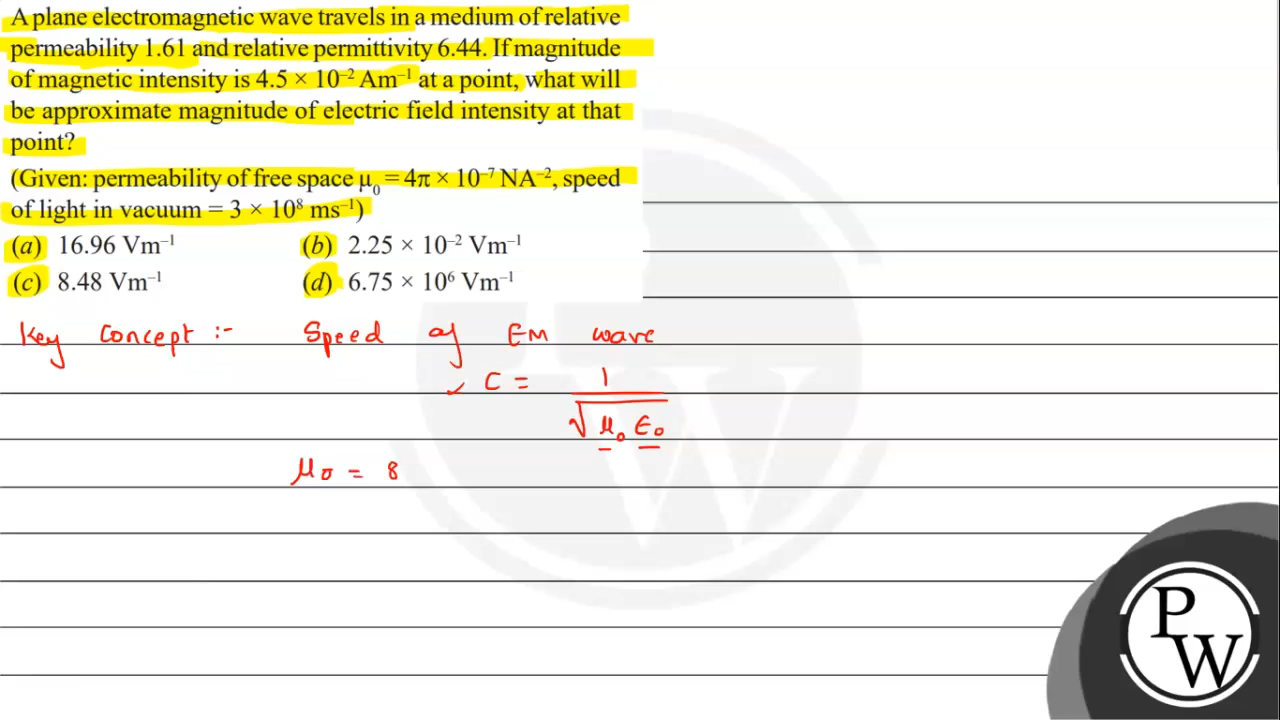 A plane electromagnetic wave travels in a medium of relative
permeability 1.61 and relative permittivity 6.44. If magnitude
of magnetic intensity is 4.5 × 10⁻² Am⁻¹ at a point, what will
be approximate magnitude of electric field intensity at that
point?
(Given: permeability of free space μ₀ = 4π × 10⁻⁷ NA⁻², speed
of light in vacuum = 3 × 10⁸ ms⁻¹)
(a) 16.96 Vm⁻¹ (b) 2.25 × 10⁻² Vm⁻¹
(c) 8.48 Vm⁻¹ (d) 6.75 × 10⁶ Vm⁻¹
Key Concept :- Speed of EM wave
✓ C = 1/√μ₀ ε₀
μσ = 8
P
W